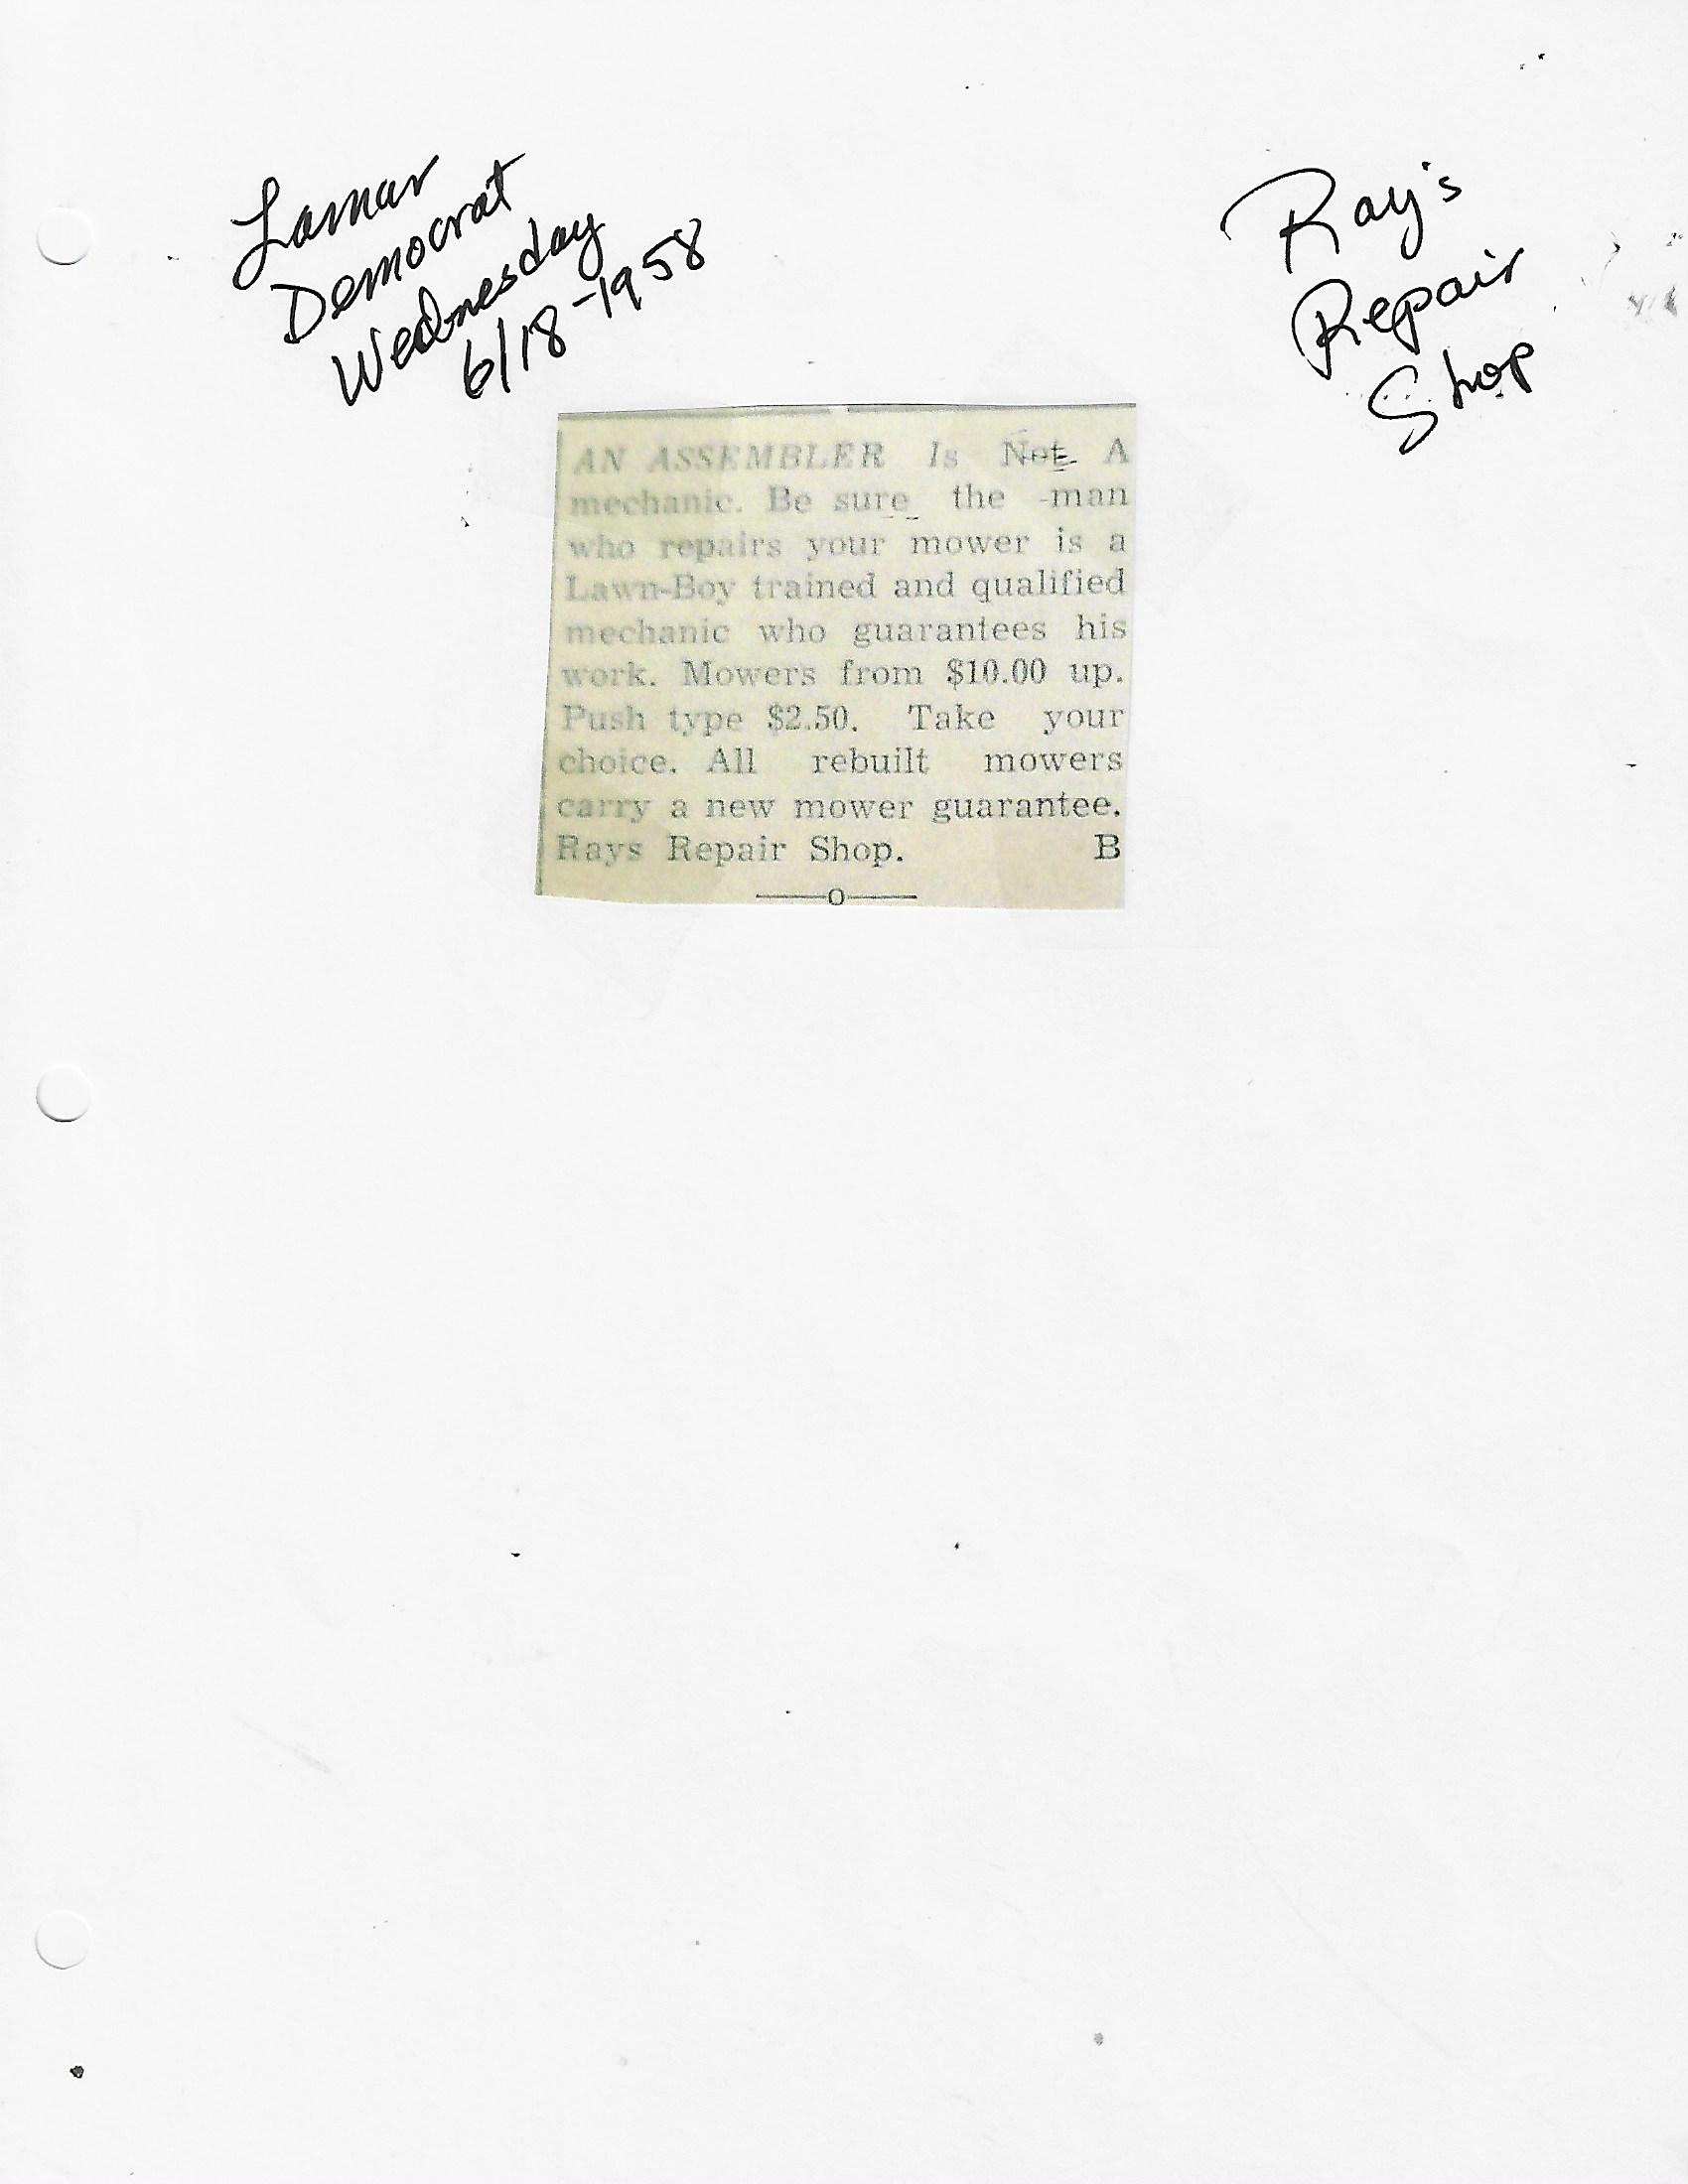 Lamar
Democrat
Wednesday
6/18-1958
Ray's
Repair
Shop
AN ASSEMBLER Is Not A
mechanic. Be sure the -man
who repairs your mower is a
Lawn-Boy trained and qualified
mechanic who guarantees his
work. Mowers from $10.00 up.
Push type $2.50. Take your
choice. All rebuilt mowers
carry a new mower guarantee.
Rays Repair Shop. B
——o——